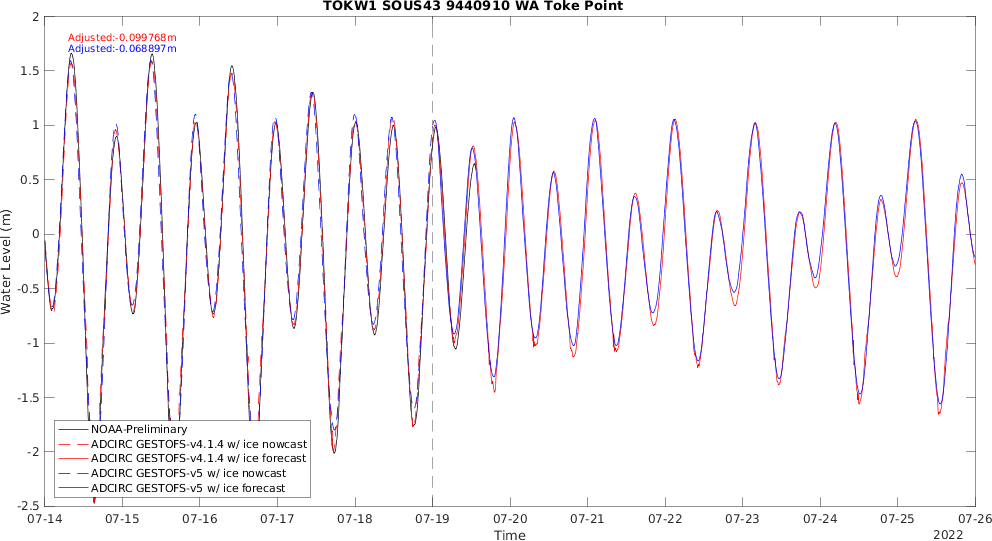 TOKW1 SOUS43 9440910 WA Toke Point
Adjusted:-0.099768m
Adjusted:-0.068897m
2
1.5
1
0.5
0
-0.5
-1
-1.5
-2
-2.5
Water Level (m)
NOAA-Preliminary
ADCIRC GESTOFS-v4.1.4 w/ ice nowcast
ADCIRC GESTOFS-v4.1.4 w/ ice forecast
ADCIRC GESTOFS-v5 w/ ice nowcast
ADCIRC GESTOFS-v5 w/ ice forecast
07-14 07-15 07-16 07-17 07-18 07-19 07-20 07-21 07-22 07-23 07-24 07-25 07-26
Time
2022